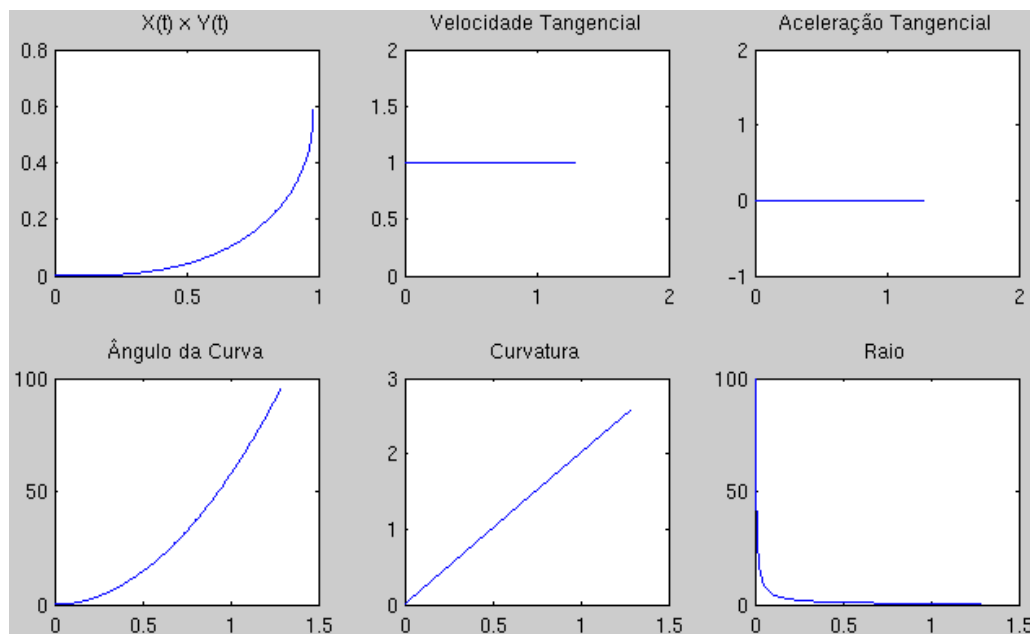 X(t) × Y(t)
0.8
0.6
0.4
0.2
0
0 0.5 1
Velocidade Tangencial
2
1.5
1
0.5
0
0 1 2
Aceleração Tangencial
2
1
0
-1
0 1 2
Ângulo da Curva
100
50
0
0 0.5 1 1.5
Curvatura
3
2
1
0
0 0.5 1 1.5
Raio
100
50
0
0 0.5 1 1.5